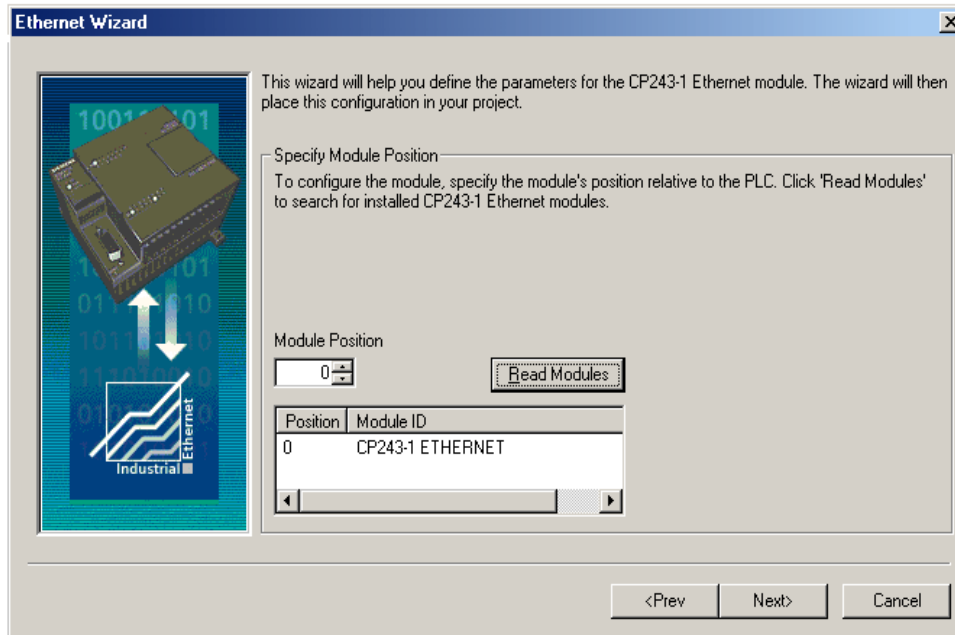 Ethernet Wizard
This wizard will help you define the parameters for the CP243-1 Ethernet module. The wizard will then
place this configuration in your project.
Specify Module Position
To configure the module, specify the module's position relative to the PLC. Click 'Read Modules'
to search for installed CP243-1 Ethernet modules.
Module Position
0
Read Modules
Position Module ID
0 CP243-1 ETHERNET
Industrial
Ethernet
<Prev
Next>
Cancel